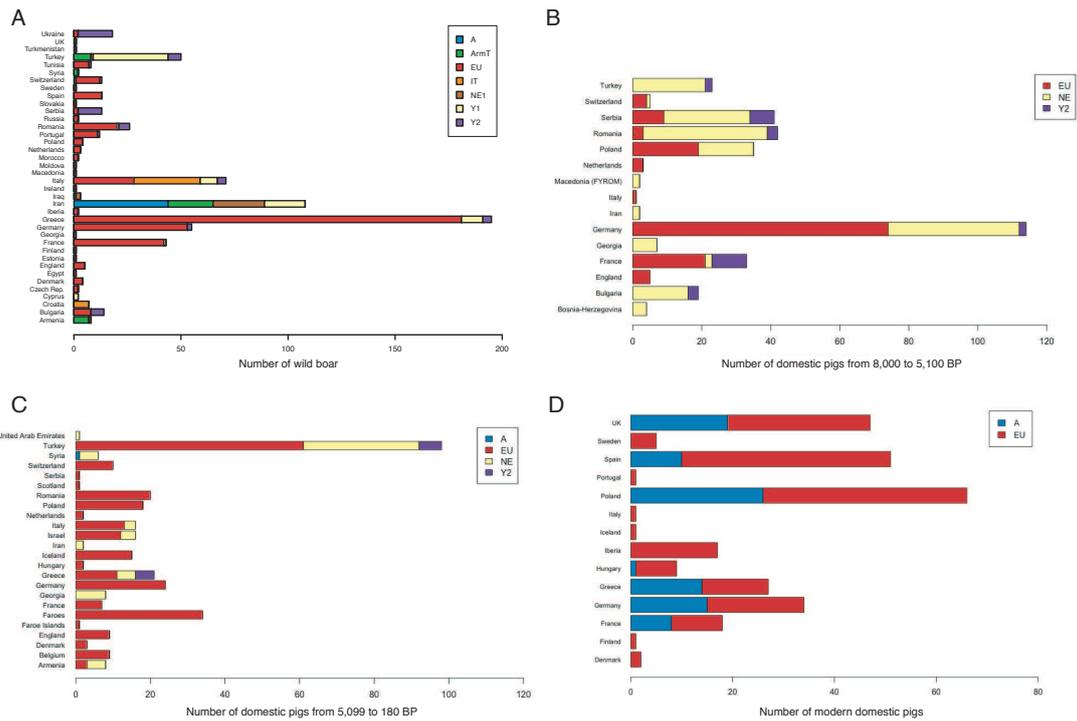 A
Ukraine
UK
Turkmenistan
Turkey
Tunisia
Syria
Switzerland
Sweden
Spain
Slovakia
Serbia
Russia
Romania
Portugal
Poland
Netherlands
Morocco
Moldova
Macedonia
Italy
Ireland
Iraq
Iran
Iberia
Greece
Germany
Georgia
France
Finland
Estonia
England
Egypt
Denmark
Czech Rep.
Cyprus
Croatia
Bulgaria
Armenia
A
ArmT
EU
IT
NE1
Y1
Y2
0 50 100 150 200
Number of wild boar
B
Turkey
Switzerland
Serbia
Romania
Poland
Netherlands
Macedonia (FYROM)
Italy
Iran
Germany
Georgia
France
England
Bulgaria
Bosnia-Herzegovina
EU
NE
Y2
0 20 40 60 80 100 120
Number of domestic pigs from 8,000 to 5,100 BP
C
United Arab Emirates
Turkey
Syria
Switzerland
Serbia
Scotland
Romania
Poland
Netherlands
Italy
Israel
Iran
Iceland
Hungary
Greece
Germany
Georgia
France
Faroes
Faroe Islands
England
Denmark
Belgium
Armenia
A
EU
NE
Y2
0 20 40 60 80 100 120
Number of domestic pigs from 5,099 to 180 BP
D
UK
Sweden
Spain
Portugal
Poland
Italy
Iceland
Iberia
Hungary
Greece
Germany
France
Finland
Denmark
A
EU
0 20 40 60 80
Number of modern domestic pigs